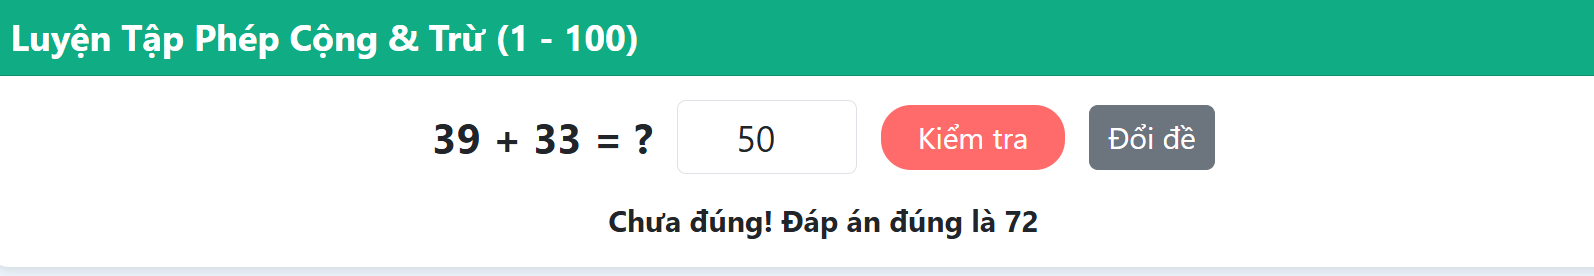 Luyện Tập Phép Cộng & Trừ (1 - 100)
39 + 33 = ? 50 Kiểm tra Đổi đề
Chưa đúng! Đáp án đúng là 72